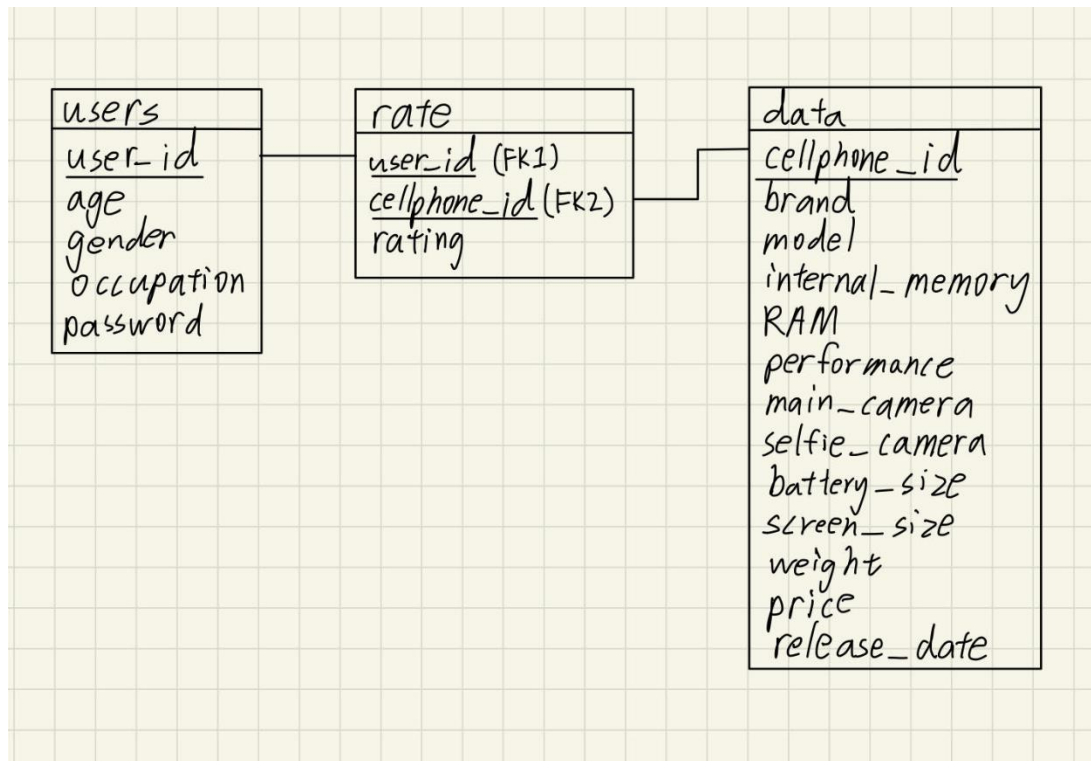 users
user_id
age
gender
occupation
password
rate
user_id (FK1)
cellphone_id (FK2)
rating
data
cellphone_id
brand
model
internal_memory
RAM
performance
main_camera
selfie_camera
battery_size
screen_size
weight
price
release_date